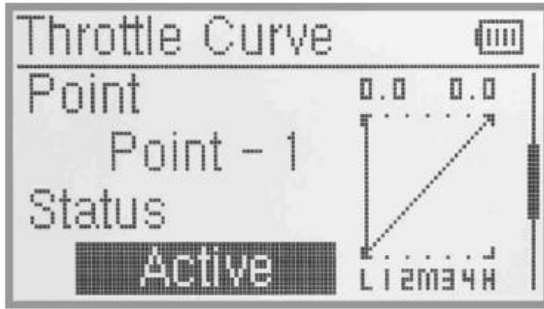 Throttle Curve
Point
0.0 0.0
Point - 1
Status
Active
L 1 2 M 3 4 H